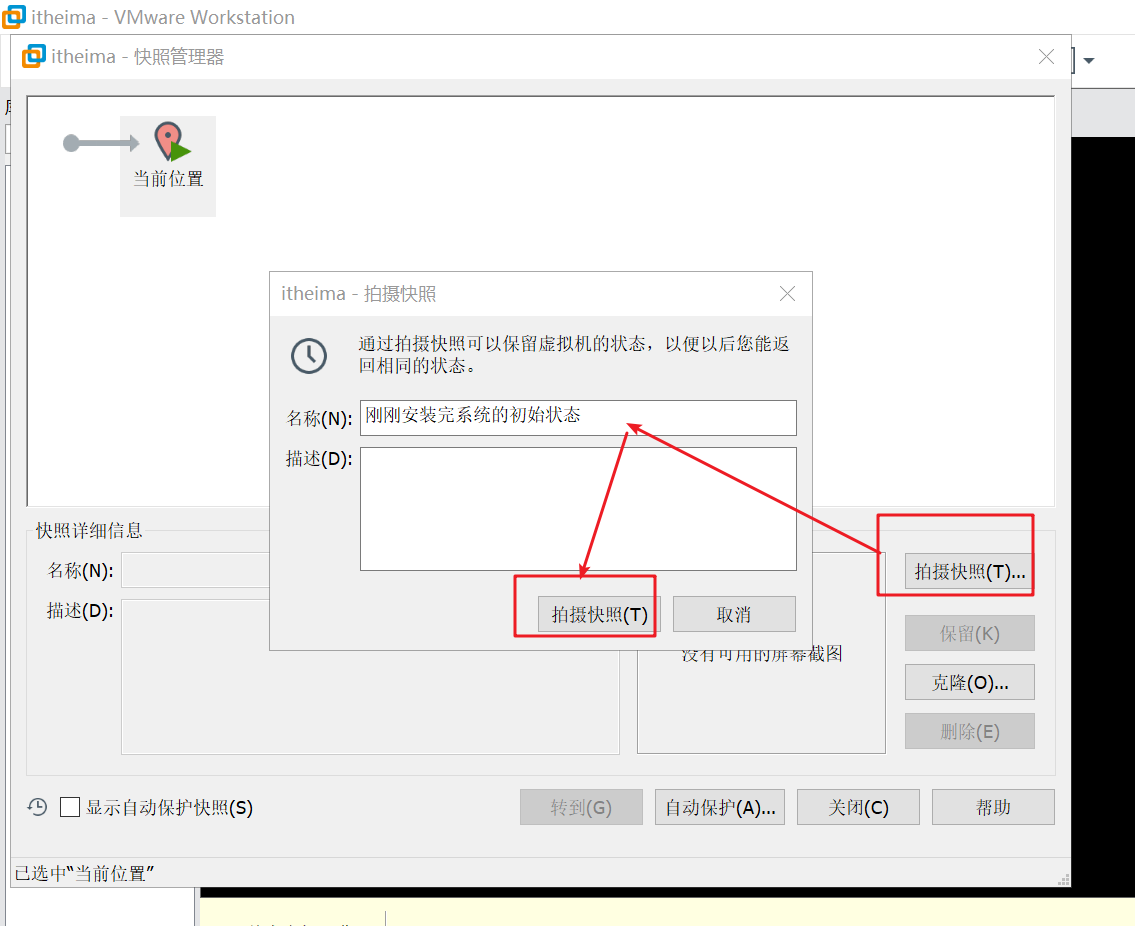 itheima - VMware Workstation
itheima - 快照管理器
当前位置
itheima - 拍摄快照
通过拍摄快照可以保留虚拟机的状态，以便以后您能返
回相同的状态。
名称(N): 刚刚安装完系统的初始状态
描述(D):
拍摄快照(T) 取消
快照详细信息
名称(N):
描述(D):
没有可用的屏幕截图
拍摄快照(T)...
保留(K)
克隆(O)...
删除(E)
显示自动保护快照(S)
转到(G) 自动保护(A)... 关闭(C) 帮助
已选中“当前位置”